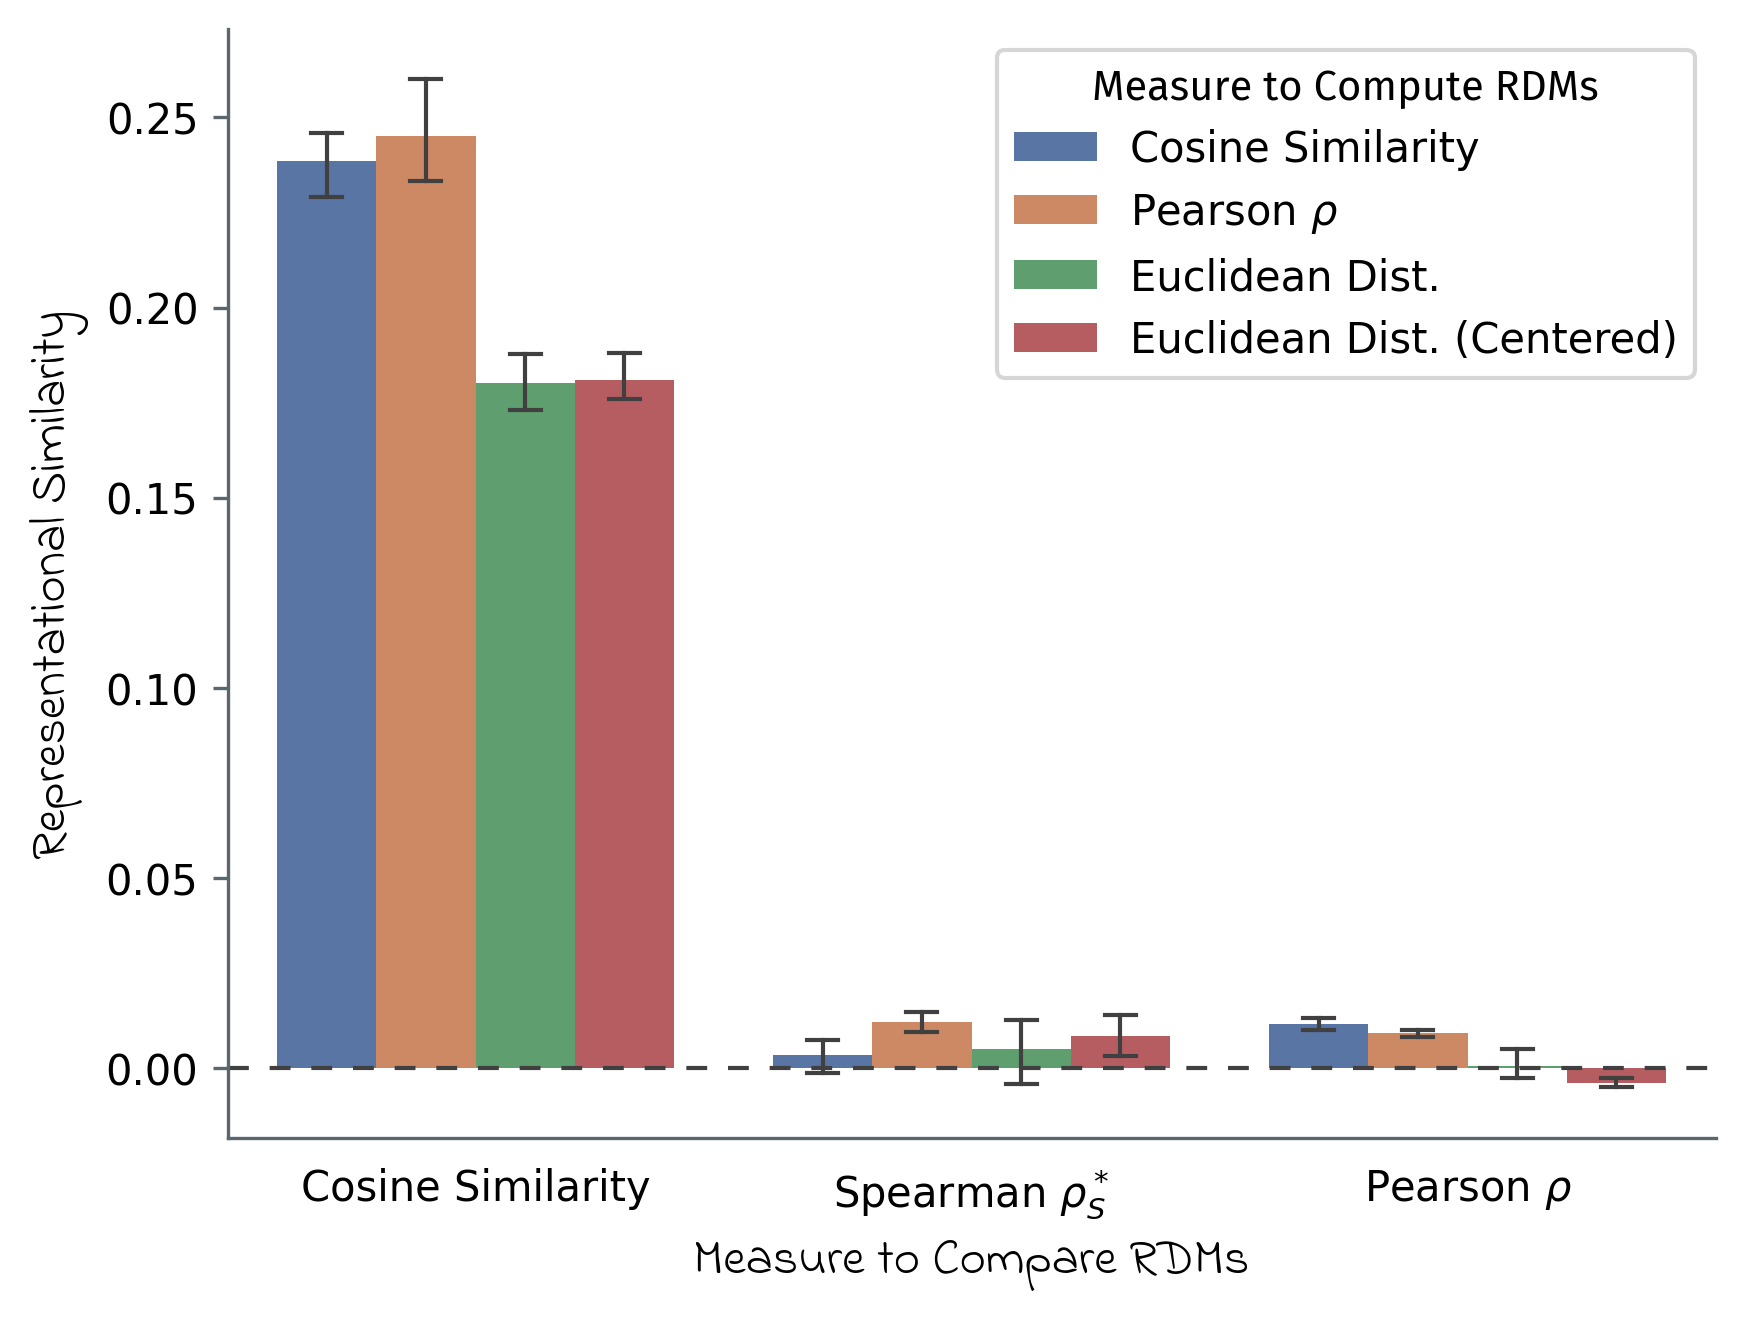 Measure to Compute RDMs
Cosine Similarity
Pearson ρ
Euclidean Dist.
Euclidean Dist. (Centered)
Representational Similarity
0.25
0.20
0.15
0.10
0.05
0.00
Cosine Similarity
Spearman ρ*S
Pearson ρ
Measure to Compare RDMs